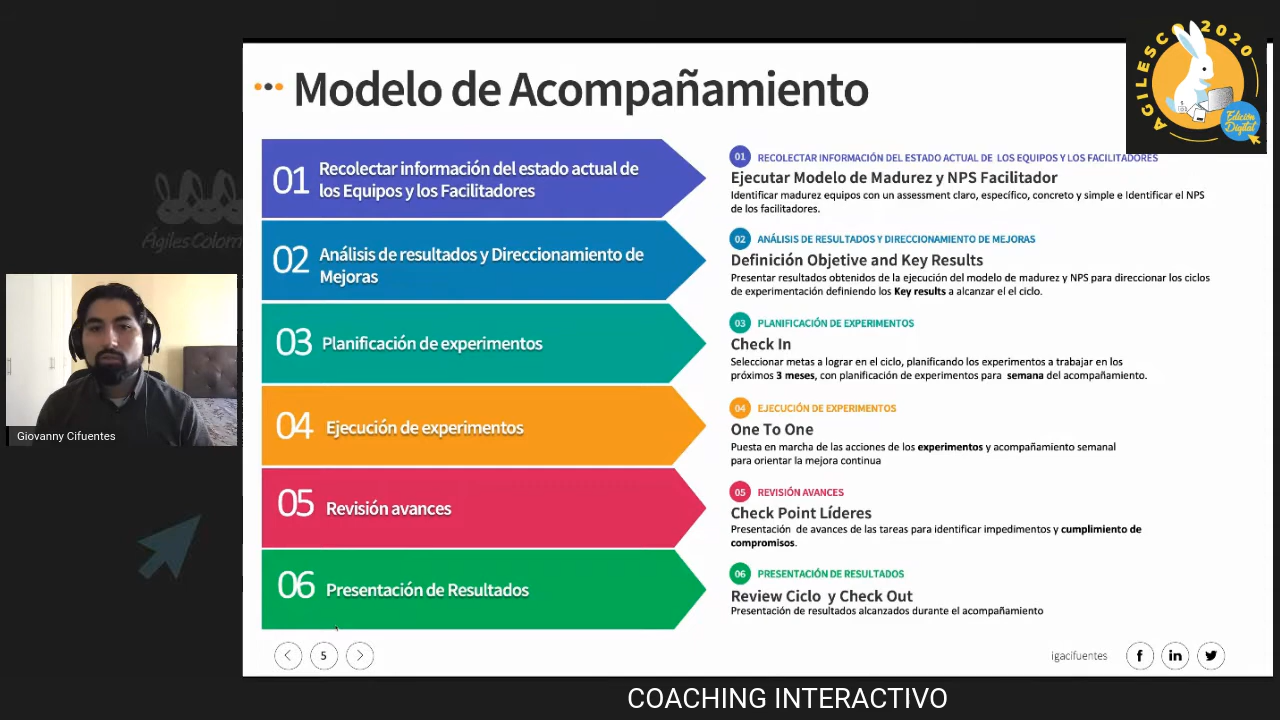 AGILESCO 2020
Edición
Digital
Modelo de Acompañamiento
01
Recolectar información del estado actual de
los Equipos y los Facilitadores
02
Análisis de resultados y Direccionamiento de
Mejoras
03
Planificación de experimentos
04
Ejecución de experimentos
05
Revisión avances
06
Presentación de Resultados
01 RECOLECTAR INFORMACIÓN DEL ESTADO ACTUAL DE LOS EQUIPOS Y LOS FACILITADORES
Ejecutar Modelo de Madurez y NPS Facilitador
Identificar madurez equipos con un assessment claro, específico, concreto y simple e Identificar el NPS
de los facilitadores.
02 ANÁLISIS DE RESULTADOS Y DIRECCIONAMIENTO DE MEJORAS
Definición Objetive and Key Results
Presentar resultados obtenidos de la ejecución del modelo de madurez y NPS para direccionar los ciclos
de experimentación definiendo los Key results a alcanzar el el ciclo.
03 PLANIFICACIÓN DE EXPERIMENTOS
Check In
Seleccionar metas a lograr en el ciclo, planificando los experimentos a trabajar en los
próximos 3 meses, con planificación de experimentos para semana del acompañamiento.
04 EJECUCIÓN DE EXPERIMENTOS
One To One
Puesta en marcha de las acciones de los experimentos y acompañamiento semanal
para orientar la mejora continua
05 REVISIÓN AVANCES
Check Point Líderes
Presentación de avances de las tareas para identificar impedimentos y cumplimiento de
compromisos.
06 PRESENTACIÓN DE RESULTADOS
Review Ciclo y Check Out
Presentación de resultados alcanzados durante el acompañamiento
5
igacifuentes
f in
ÁgilesColom
Giovanny Cifuentes
COACHING INTERACTIVO